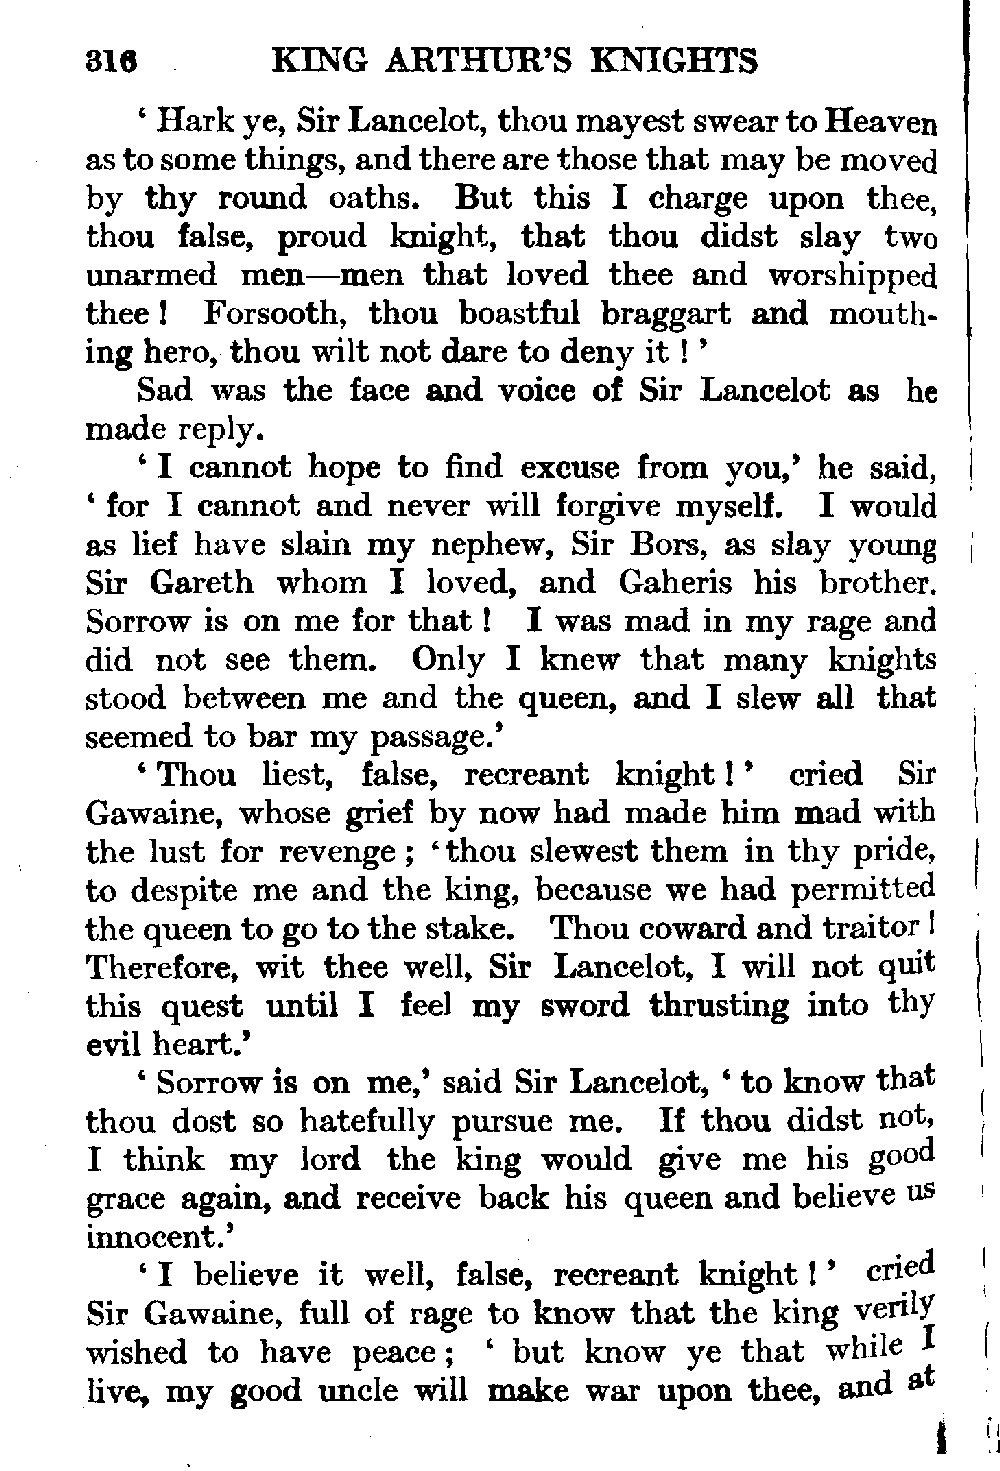 316 KING ARTHUR'S KNIGHTS
‘ Hark ye, Sir Lancelot, thou mayest swear to Heaven
as to some things, and there are those that may be moved
by thy round oaths. But this I charge upon thee,
thou false, proud knight, that thou didst slay two
unarmed men—men that loved thee and worshipped
thee ! Forsooth, thou boastful braggart and mouth-
ing hero, thou wilt not dare to deny it ! ’
Sad was the face and voice of Sir Lancelot as he
made reply.
‘ I cannot hope to find excuse from you,’ he said,
‘ for I cannot and never will forgive myself. I would
as lief have slain my nephew, Sir Bors, as slay young
Sir Gareth whom I loved, and Gaheris his brother.
Sorrow is on me for that ! I was mad in my rage and
did not see them. Only I knew that many knights
stood between me and the queen, and I slew all that
seemed to bar my passage.’
‘ Thou liest, false, recreant knight ! ’ cried Sir
Gawaine, whose grief by now had made him mad with
the lust for revenge ; ‘ thou slewest them in thy pride,
to despite me and the king, because we had permitted
the queen to go to the stake. Thou coward and traitor !
Therefore, wit thee well, Sir Lancelot, I will not quit
this quest until I feel my sword thrusting into thy
evil heart.’
‘ Sorrow is on me,’ said Sir Lancelot, ‘ to know that
thou dost so hatefully pursue me. If thou didst not,
I think my lord the king would give me his good
grace again, and receive back his queen and believe us
innocent.’
‘ I believe it well, false, recreant knight ! ’ cried
Sir Gawaine, full of rage to know that the king verily
wished to have peace ; ‘ but know ye that while I
live, my good uncle will make war upon thee, and at